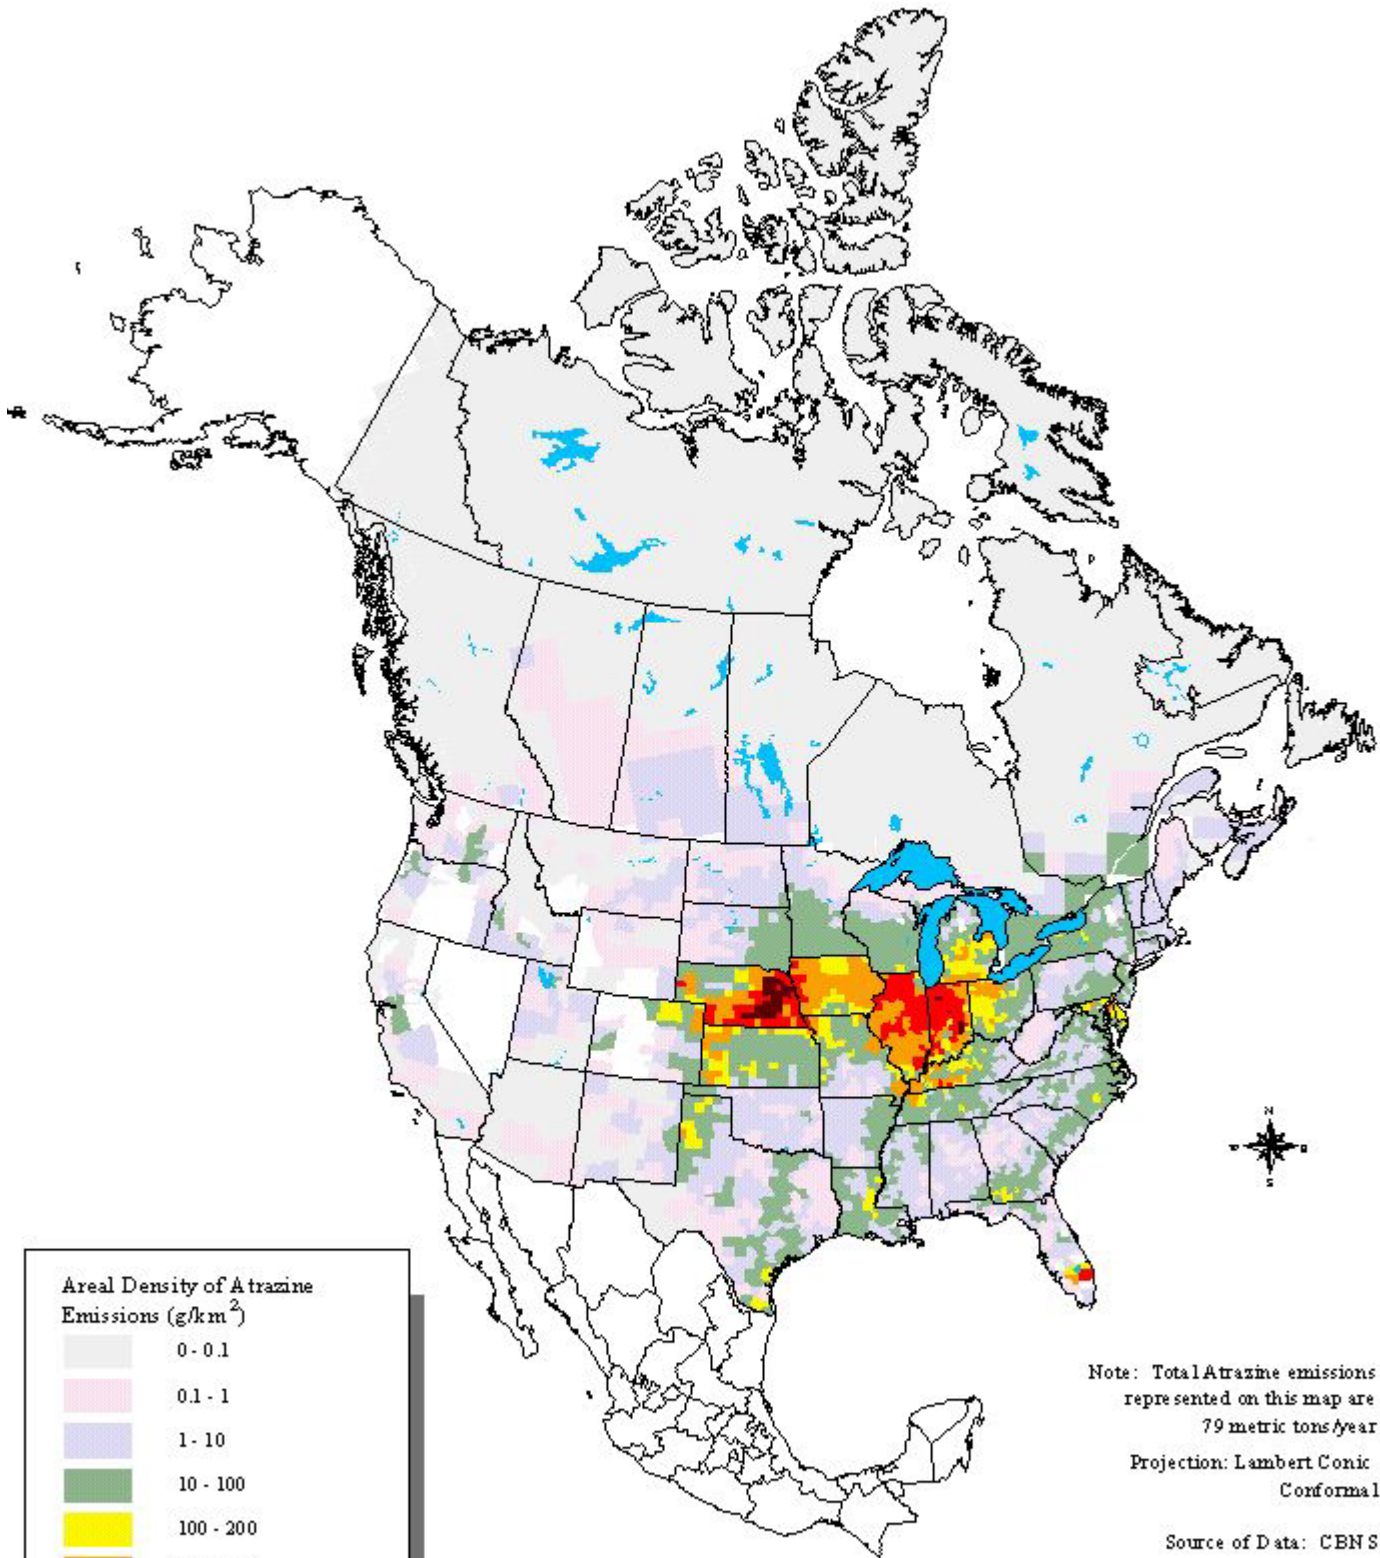 N
S
Areal Density of Atrazine
Emissions (g/km²)
0 - 0.1
0.1 - 1
1 - 10
10 - 100
100 - 200
Note: Total Atrazine emissions
represented on this map are
79 metric tons/year
Projection: Lambert Conic
Conformal
Source of Data: CBNS